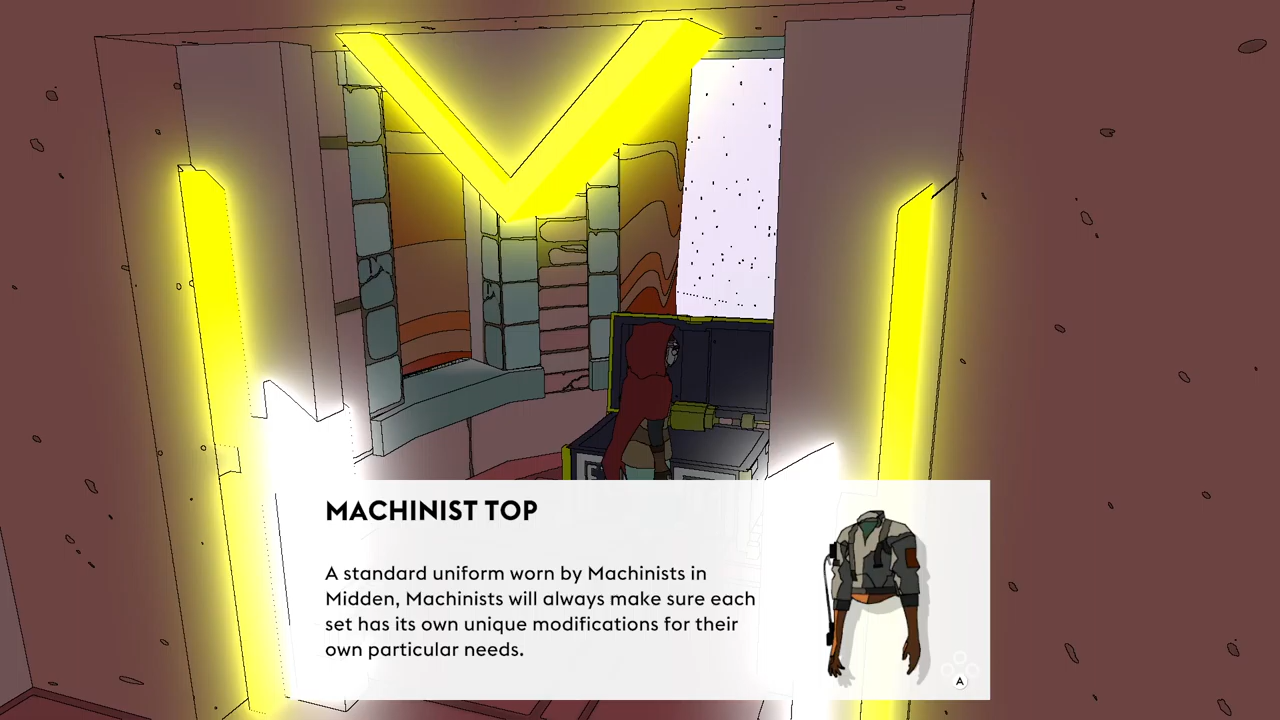 MACHINIST TOP
A standard uniform worn by Machinists in
Midden, Machinists will always make sure each
set has its own unique modifications for their
own particular needs.
A